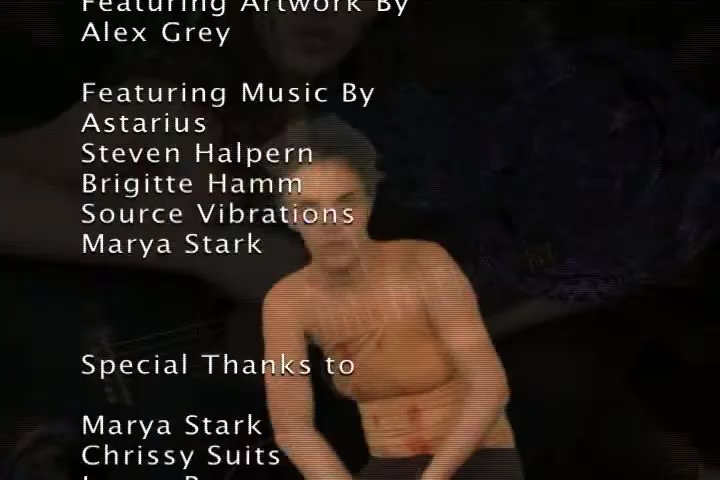 Featuring Artwork By
Alex Grey
Featuring Music By
Astarius
Steven Halpern
Brigitte Hamm
Source Vibrations
Marya Stark
Special Thanks to
Marya Stark
Chrissy Suits